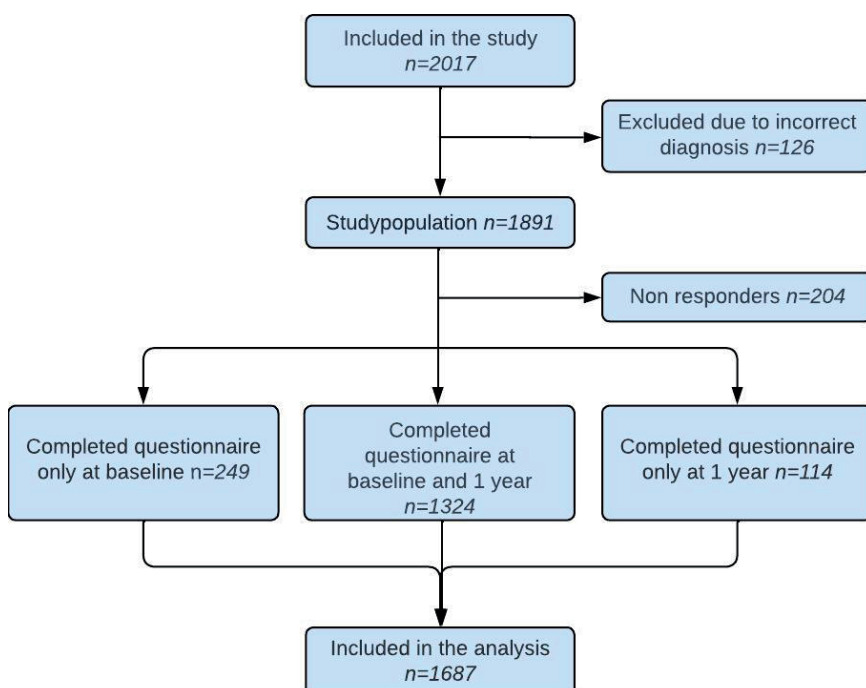 Included in the study
n=2017
Excluded due to incorrect
diagnosis n=126
Studypopulation n=1891
Non responders n=204
Completed questionnaire
only at baseline n=249
Completed
questionnaire at
baseline and 1 year
n=1324
Completed questionnaire
only at 1 year n=114
Included in the analysis
n=1687